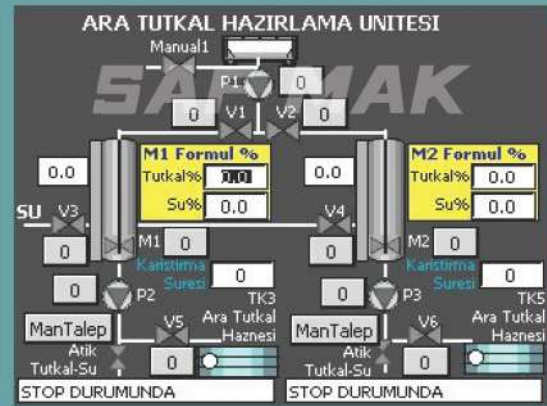 ARA TUTKAL HAZIRLAMA UNITESI
Manual1
P1
0
0
V1
V2
0
M1 Formul %
Tutkal% 0.0
Su% 0.0
M2 Formul %
Tutkal% 0.0
Su% 0.0
0.0
0.0
SU
V3
V4
0
M1
0
0
M2
0
Karistirma
Suresi
0
Karistirma
Suresi
0
0
P2
TK3
0
P3
TK5
ManTalep
V5
Ara Tutkal
Haznesi
ManTalep
V6
Ara Tutkal
Haznesi
Atik
Tutkal-Su
0
Atik
Tutkal-Su
0
STOP DURUMUNDA
STOP DURUMUNDA